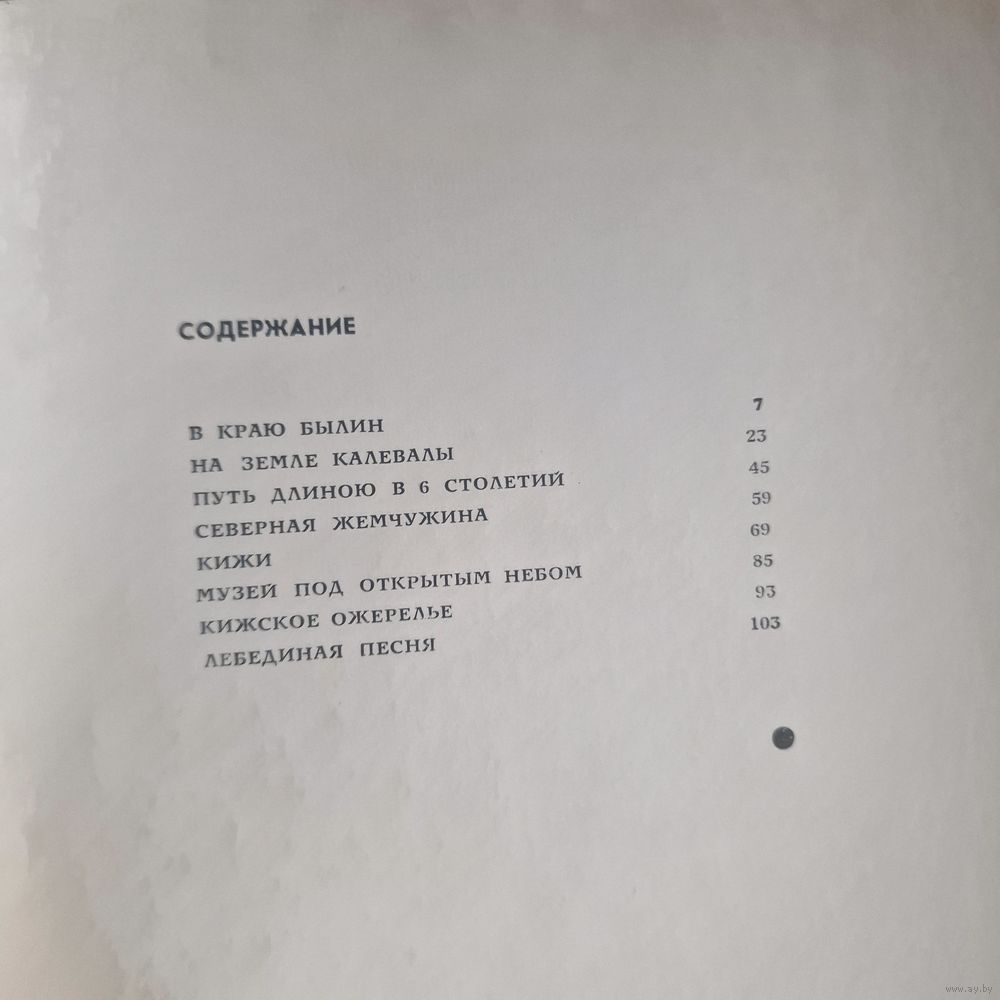 СОДЕРЖАНИЕ
В КРАЮ БЫЛИН 7
НА ЗЕМЛЕ КАЛЕВАЛЫ 23
ПУТЬ ДЛИНОЮ В 6 СТОЛЕТИЙ 45
СЕВЕРНАЯ ЖЕМЧУЖИНА 59
КИЖИ 69
МУЗЕЙ ПОД ОТКРЫТЫМ НЕБОМ 85
КИЖСКОЕ ОЖЕРЕЛЬЕ 93
ЛЕБЕДИНАЯ ПЕСНЯ 103
www.ay.by